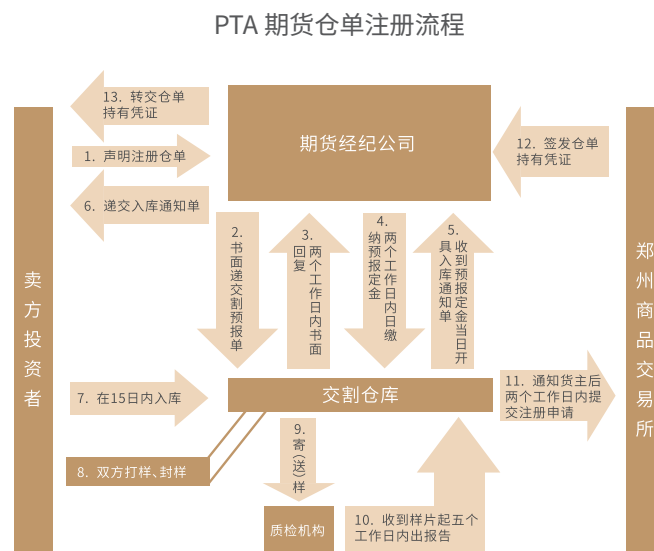 PTA 期货仓单注册流程
13. 转交仓单
持有凭证
1. 声明注册仓单
6. 递交入库通知单
期货经纪公司
12. 签发仓单
持有凭证
2. 书面递交割预报单
3. 两个工作日内书面
回复
4. 两个工作日内日缴
纳预报定金
5. 收到预报定金当日开
具入库通知单
卖方投资者
郑州商品交易所
7. 在15日内入库
交割仓库
11. 通知货主后
两个工作日内提
交注册申请
8. 双方打样、封样
9. 寄(送)样
质检机构
10. 收到样片起五个
工作日内出报告